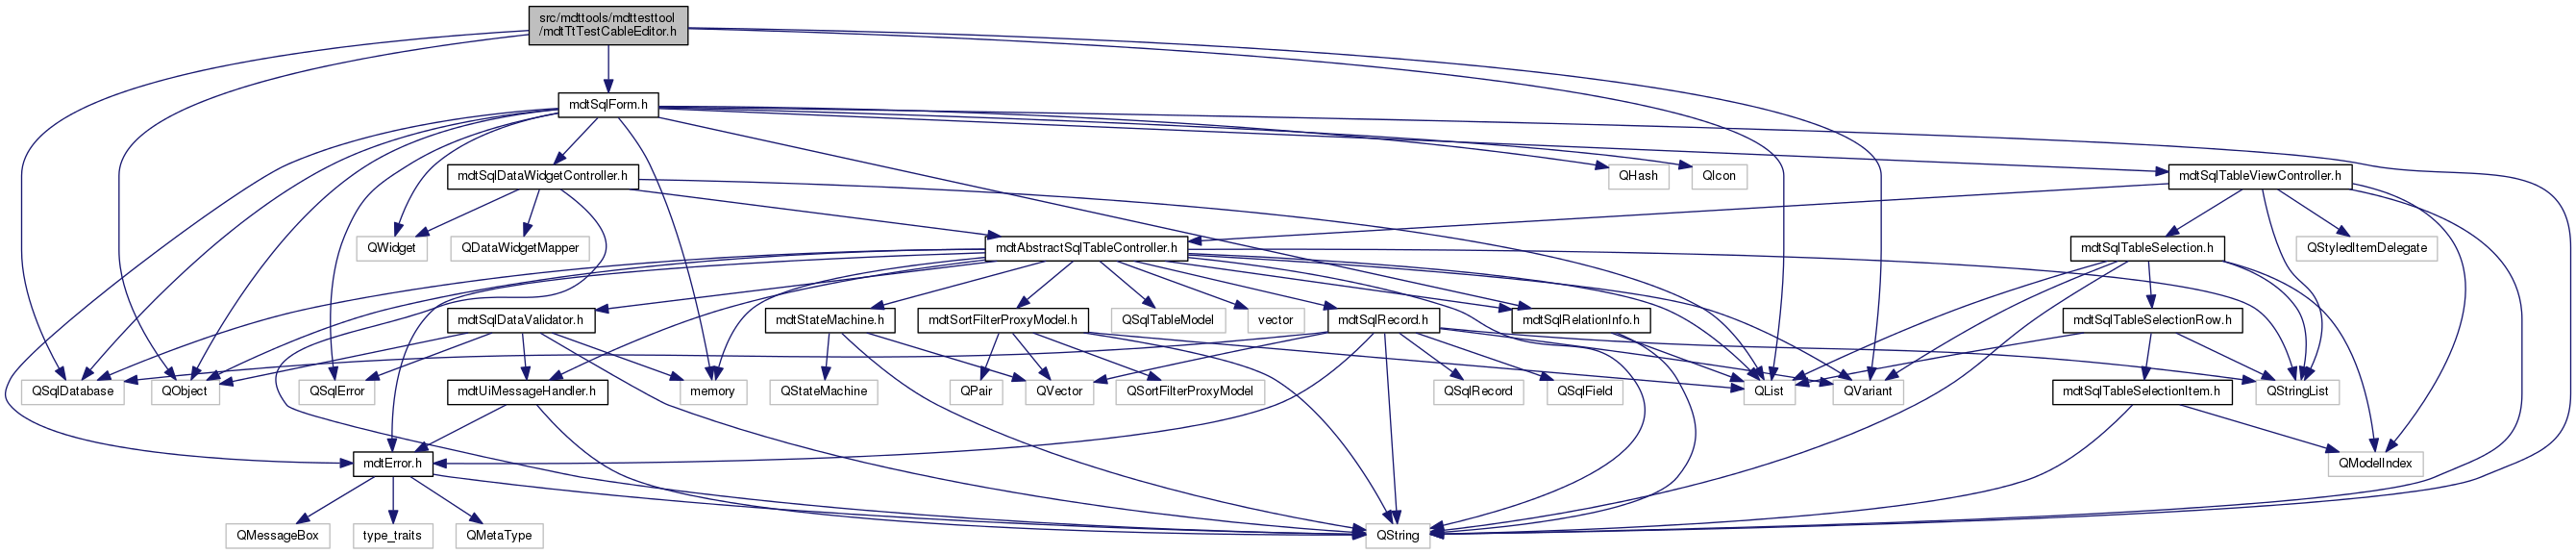 src/mdttools/mdttesttool
/mdtTtTestCableEditor.h
mdtSqlForm.h
mdtSqlDataWidgetController.h
QHash
QIcon
mdtSqlTableViewController.h
QWidget
QDataWidgetMapper
mdtAbstractSqlTableController.h
mdtSqlTableSelection.h
QStyledItemDelegate
mdtSqlDataValidator.h
mdtStateMachine.h
mdtSortFilterProxyModel.h
QSqlTableModel
vector
mdtSqlRecord.h
mdtSqlRelationInfo.h
mdtSqlTableSelectionRow.h
QSqlDatabase
QObject
QSqlError
mdtUiMessageHandler.h
memory
QStateMachine
QPair
QVector
QSortFilterProxyModel
QSqlRecord
QSqlField
QList
QVariant
mdtSqlTableSelectionItem.h
QStringList
mdtError.h
QModelIndex
QMessageBox
type_traits
QMetaType
QString